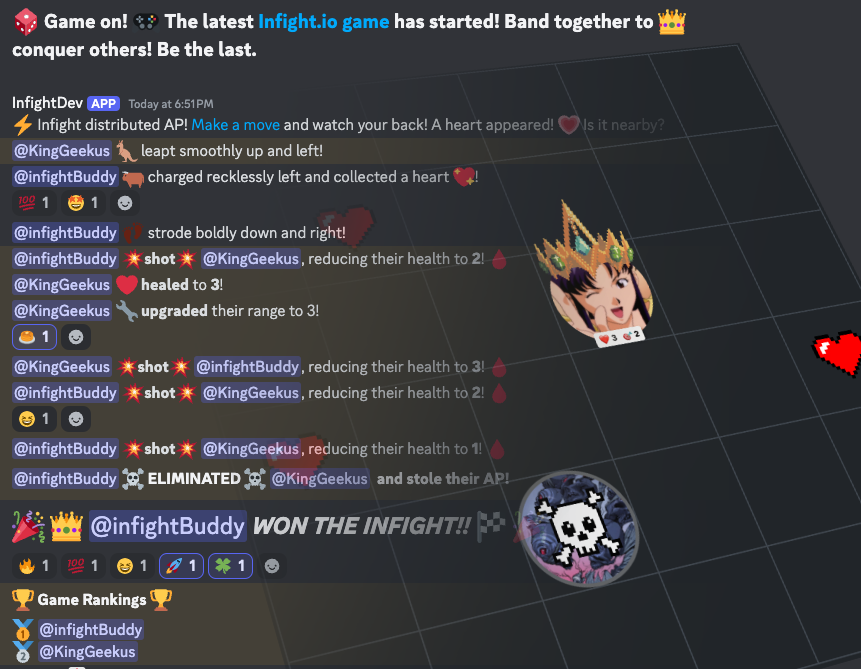 Game on! The latest Infight.io game has started! Band together to
conquer others! Be the last.
InfightDev APP Today at 6:51 PM
Infight distributed AP! Make a move and watch your back! A heart appeared! Is it nearby?
@KingGeekus leapt smoothly up and left!
@infightBuddy charged recklessly left and collected a heart !
100 1 1
@infightBuddy strode boldly down and right!
@infightBuddy shot @KingGeekus, reducing their health to 2!
@KingGeekus healed to 3!
@KingGeekus upgraded their range to 3!
1
@KingGeekus shot @infightBuddy, reducing their health to 3!
@infightBuddy shot @KingGeekus, reducing their health to 2!
1
@infightBuddy shot @KingGeekus, reducing their health to 1!
@infightBuddy ELIMINATED @KingGeekus and stole their AP!
@infightBuddy WON THE INFIGHT!!
1 100 1 1 1 1
Game Rankings
1 @infightBuddy
2 @KingGeekus
3 2